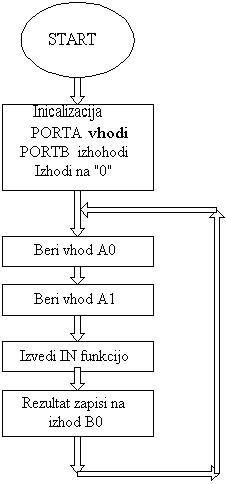 START
Inicalizacija
PORTA vhodi
PORTB izhohodi
Izhodi na "0"
Beri vhod A0
Beri vhod A1
Izvedi IN funkcijo
Rezultat zapisi na
izhod B0